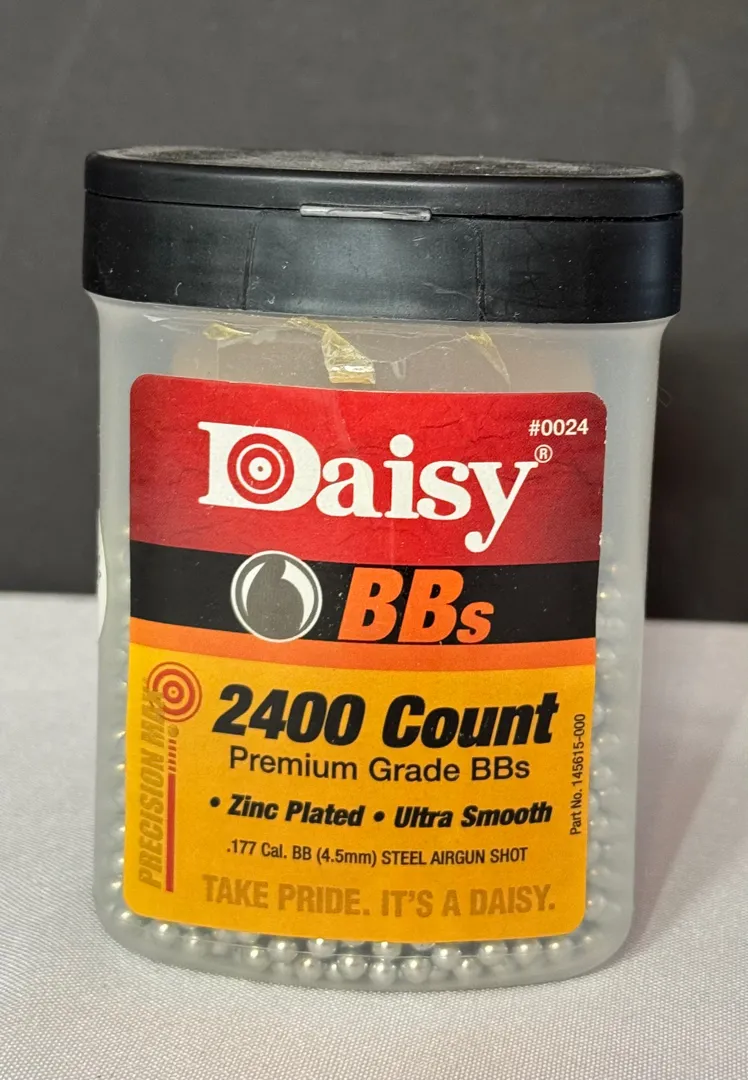 #0024
Daisy®
BBs
2400 Count
Premium Grade BBs
• Zinc Plated • Ultra Smooth
.177 Cal. BB (4.5mm) STEEL AIRGUN SHOT
TAKE PRIDE. IT'S A DAISY.
PRECISION MAX
Part No. 145615-000